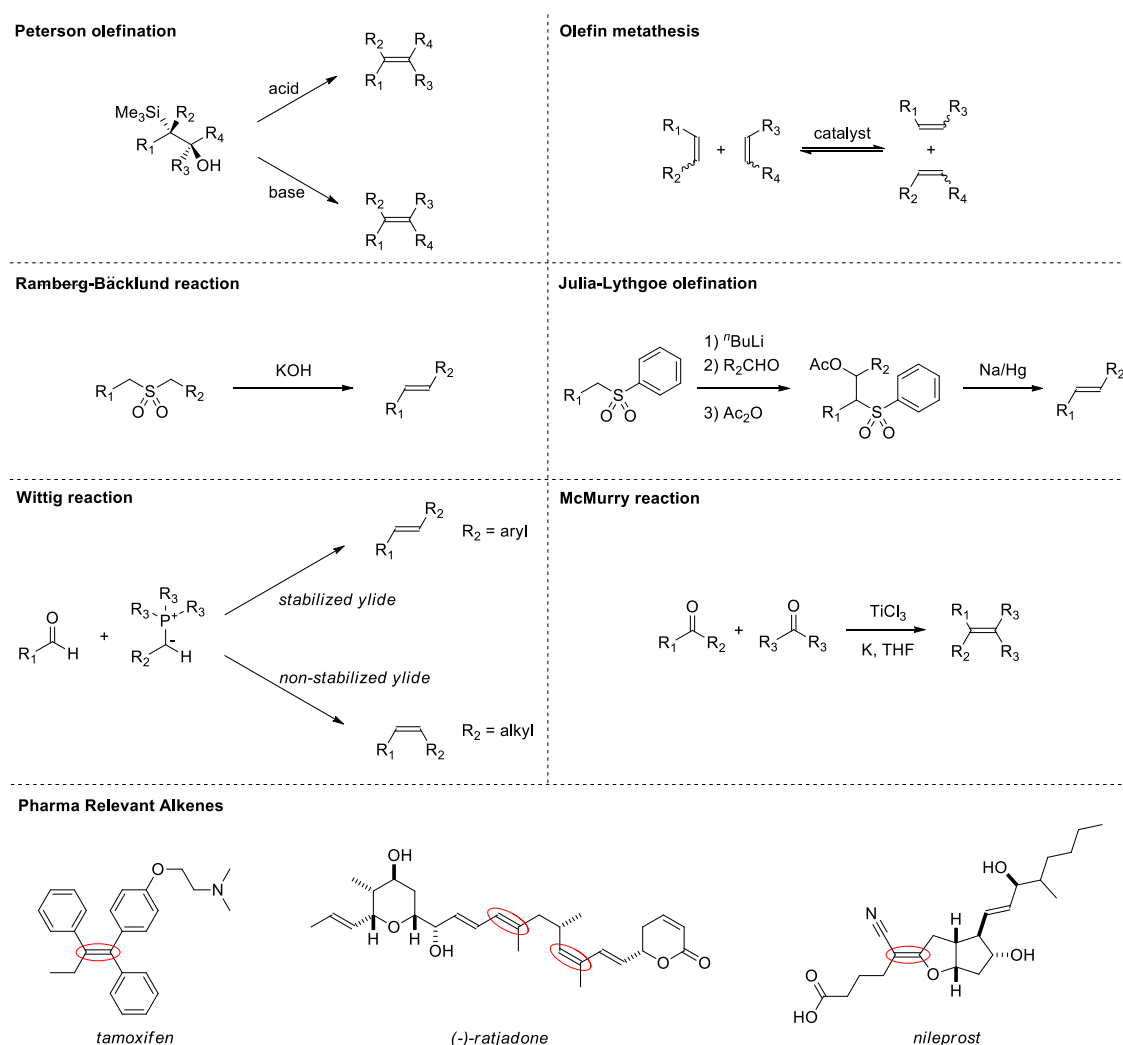 Peterson olefination
Me3Si
R2
R1
R4
R3
OH
acid
base
R2
R4
R1
R3
R2
R3
R1
R4
Olefin metathesis
R1
R2
+
R3
R4
catalyst
R1
R3
+
R2
R4
Ramberg-Bäcklund reaction
R1
S
O
O
R2
KOH
R2
R1
Julia-Lythgoe olefination
R1
S
O
O
1) nBuLi
2) R2CHO
3) Ac2O
AcO
R2
R1
S
O
O
Na/Hg
R2
R1
Wittig reaction
O
R1
H
+
R3
R3
P+
R3
-
R2
H
stabilized ylide
non-stabilized ylide
R2
R1
R2 = aryl
R1
R2
R2 = alkyl
McMurry reaction
O
R1
R2
+
O
R3
R3
TiCl3
K, THF
R1
R3
R2
R3
Pharma Relevant Alkenes
O
N
tamoxifen
OH
O
H
H
OH
O
O
(-)-ratjadone
HO
N
H
OH
O
H
O
HO
nileprost